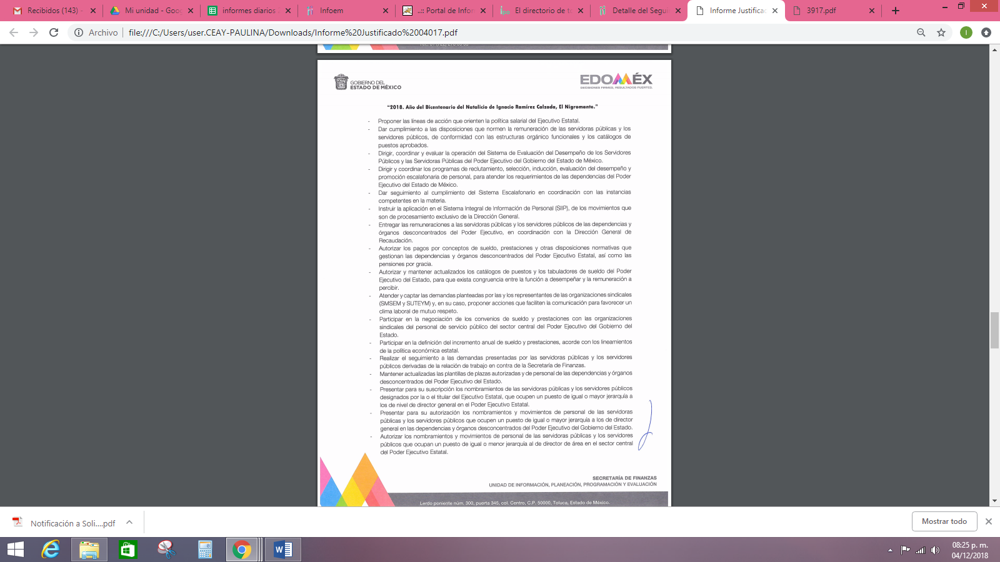 Recibidos (143) -
Mi unidad - Goo
informes diarios 2
Infoem
..:: Portal de Infor
El directorio de t
Detalle del Segui
Informe Justificac
3917.pdf
Archivo
file:///C:/Users/user.CEAY-PAULINA/Downloads/Informe%20Justificado%2004017.pdf
I
GOBIERNO DEL
ESTADO DE MÉXICO
EDOMÉX
DECISIONES FIRMES, RESULTADOS FUERTES.
“2018. Año del Bicentenario del Natalicio de Ignacio Ramírez Calzada, El Nigromante.”
- Proponer las líneas de acción que orienten la política salarial del Ejecutivo Estatal.
- Dar cumplimiento a las disposiciones que normen la remuneración de las servidoras públicas y los
servidores públicos, de conformidad con las estructuras orgánico funcionales y los catálogos de
puestos aprobados.
- Dirigir, coordinar y evaluar la operación del Sistema de Evaluación del Desempeño de los Servidores
Públicos y las Servidoras Públicas del Poder Ejecutivo del Gobierno del Estado de México.
- Dirigir y coordinar los programas de reclutamiento, selección, inducción, evaluación del desempeño y
promoción escalafonaria de personal, para atender los requerimientos de las dependencias del Poder
Ejecutivo del Estado de México.
- Dar seguimiento al cumplimiento del Sistema Escalafonario en coordinación con las instancias
competentes en la materia.
- Instruir la aplicación en el Sistema Integral de Información de Personal (SIIP), de los movimientos que
son de procesamiento exclusivo de la Dirección General.
- Entregar las remuneraciones a las servidoras públicas y los servidores públicos de las dependencias y
órganos desconcentrados del Poder Ejecutivo, en coordinación con la Dirección General de
Recaudación.
- Autorizar los pagos por conceptos de sueldo, prestaciones y otras disposiciones normativas que
gestionan las dependencias y órganos desconcentrados del Poder Ejecutivo Estatal, así como las
pensiones por gracia.
- Autorizar y mantener actualizados los catálogos de puestos y los tabuladores de sueldo del Poder
Ejecutivo del Estado, para que exista congruencia entre la función a desempeñar y la remuneración a
percibir.
- Atender y captar las demandas planteadas por las y los representantes de las organizaciones sindicales
(SMSEM y SUTEYM) y, en su caso, proponer acciones que faciliten la comunicación para favorecer un
clima laboral de mutuo respeto.
- Participar en la negociación de los convenios de sueldo y prestaciones con las organizaciones
sindicales del personal de servicio público del sector central del Poder Ejecutivo del Gobierno del
Estado.
- Participar en la definición del incremento anual de sueldo y prestaciones, acorde con los lineamientos
de la política económica estatal.
- Realizar el seguimiento a las demandas presentadas por las servidoras públicas y los servidores
públicos derivadas de la relación de trabajo en contra de la Secretaría de Finanzas.
- Mantener actualizadas las plantillas de plazas autorizadas y de personal de las dependencias y órganos
desconcentrados del Poder Ejecutivo del Estado.
- Presentar para su suscripción los nombramientos de las servidoras públicas y los servidores públicos
designados por la o el titular del Ejecutivo Estatal, que ocupen un puesto de igual o mayor jerarquía a
los de nivel de director general en el Poder Ejecutivo Estatal.
- Presentar para su autorización los nombramientos y movimientos de personal de las servidoras
públicas y los servidores públicos que ocupen un puesto de igual o mayor jerarquía a los de director
general en las dependencias y órganos desconcentrados del Poder Ejecutivo del Gobierno del Estado.
- Autorizar los nombramientos y movimientos de personal de las servidoras públicas y los servidores
públicos que ocupan un puesto de igual o menor jerarquía al de director de área en el sector central
del Poder Ejecutivo Estatal.
SECRETARÍA DE FINANZAS
UNIDAD DE INFORMACIÓN, PLANEACIÓN, PROGRAMACIÓN Y EVALUACIÓN
Lerdo poniente núm. 300, puerta 345, col. Centro, C.P. 50000, Toluca, Estado de México.
Notificación a Soli....pdf
Mostrar todo
08:25 p. m.
04/12/2018